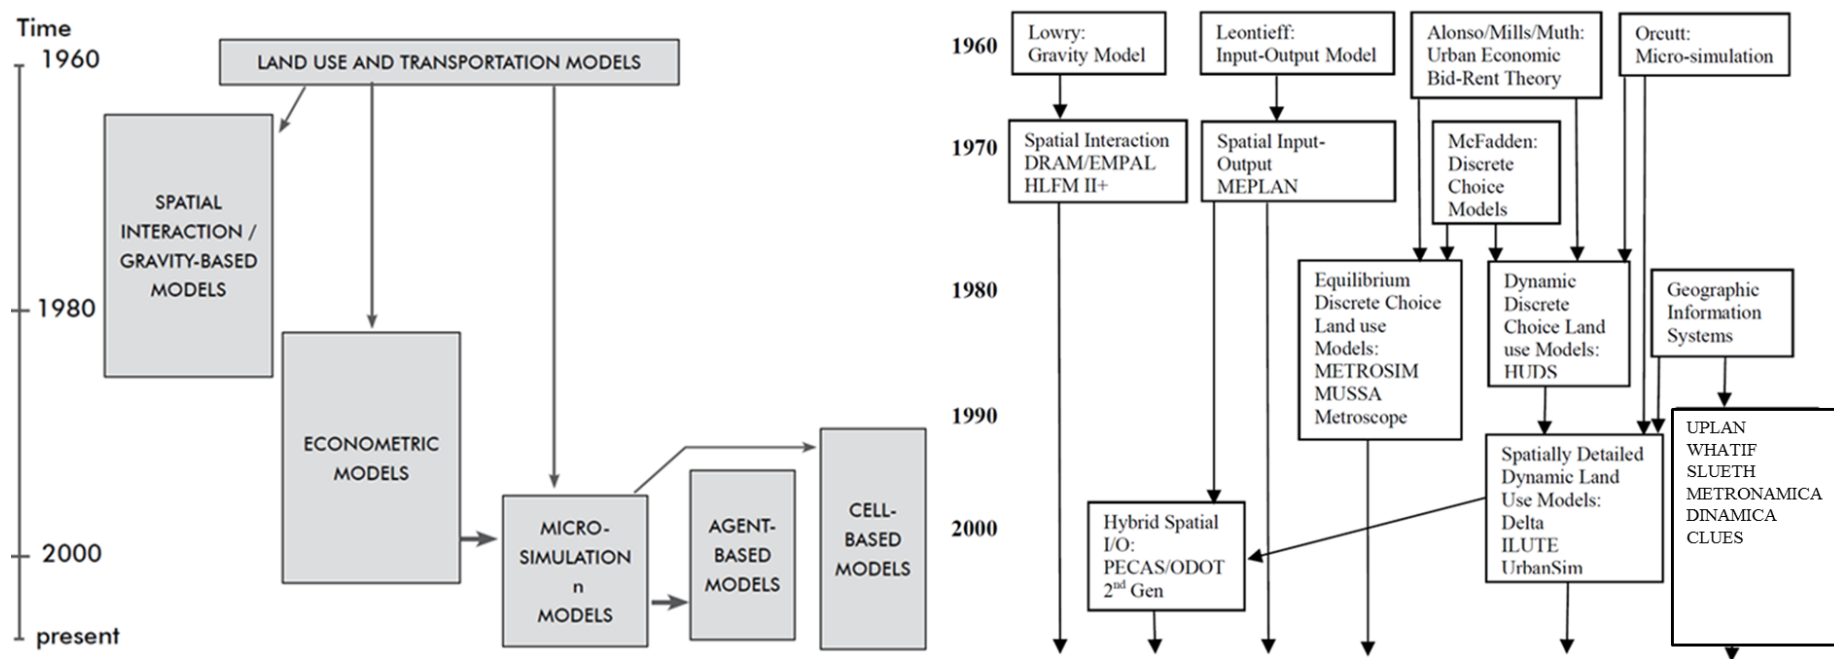 Time
1960
LAND USE AND TRANSPORTATION MODELS
SPATIAL
INTERACTION /
GRAVITY-BASED
MODELS
1980
ECONOMETRIC
MODELS
MICRO-
SIMULATION
n
MODELS
AGENT-
BASED
MODELS
CELL-
BASED
MODELS
2000
present
1960
Lowry:
Gravity Model
Leontieff:
Input-Output Model
Alonso/Mills/Muth:
Urban Economic
Bid-Rent Theory
Orcutt:
Micro-simulation
1970
Spatial Interaction
DRAM/EMPAL
HLFM II+
Spatial Input-
Output
MEPLAN
McFadden:
Discrete
Choice
Models
1980
Equilibrium
Discrete Choice
Land use
Models:
METROSIM
MUSSA
Metroscope
Dynamic
Discrete
Choice Land
use Models:
HUDS
Geographic
Information
Systems
1990
UPLAN
WHATIF
SLUETH
METRONAMICA
DINAMICA
CLUES
Spatially Detailed
Dynamic Land
Use Models:
Delta
ILUTE
UrbanSim
2000
Hybrid Spatial
I/O:
PECAS/ODOT
2nd Gen